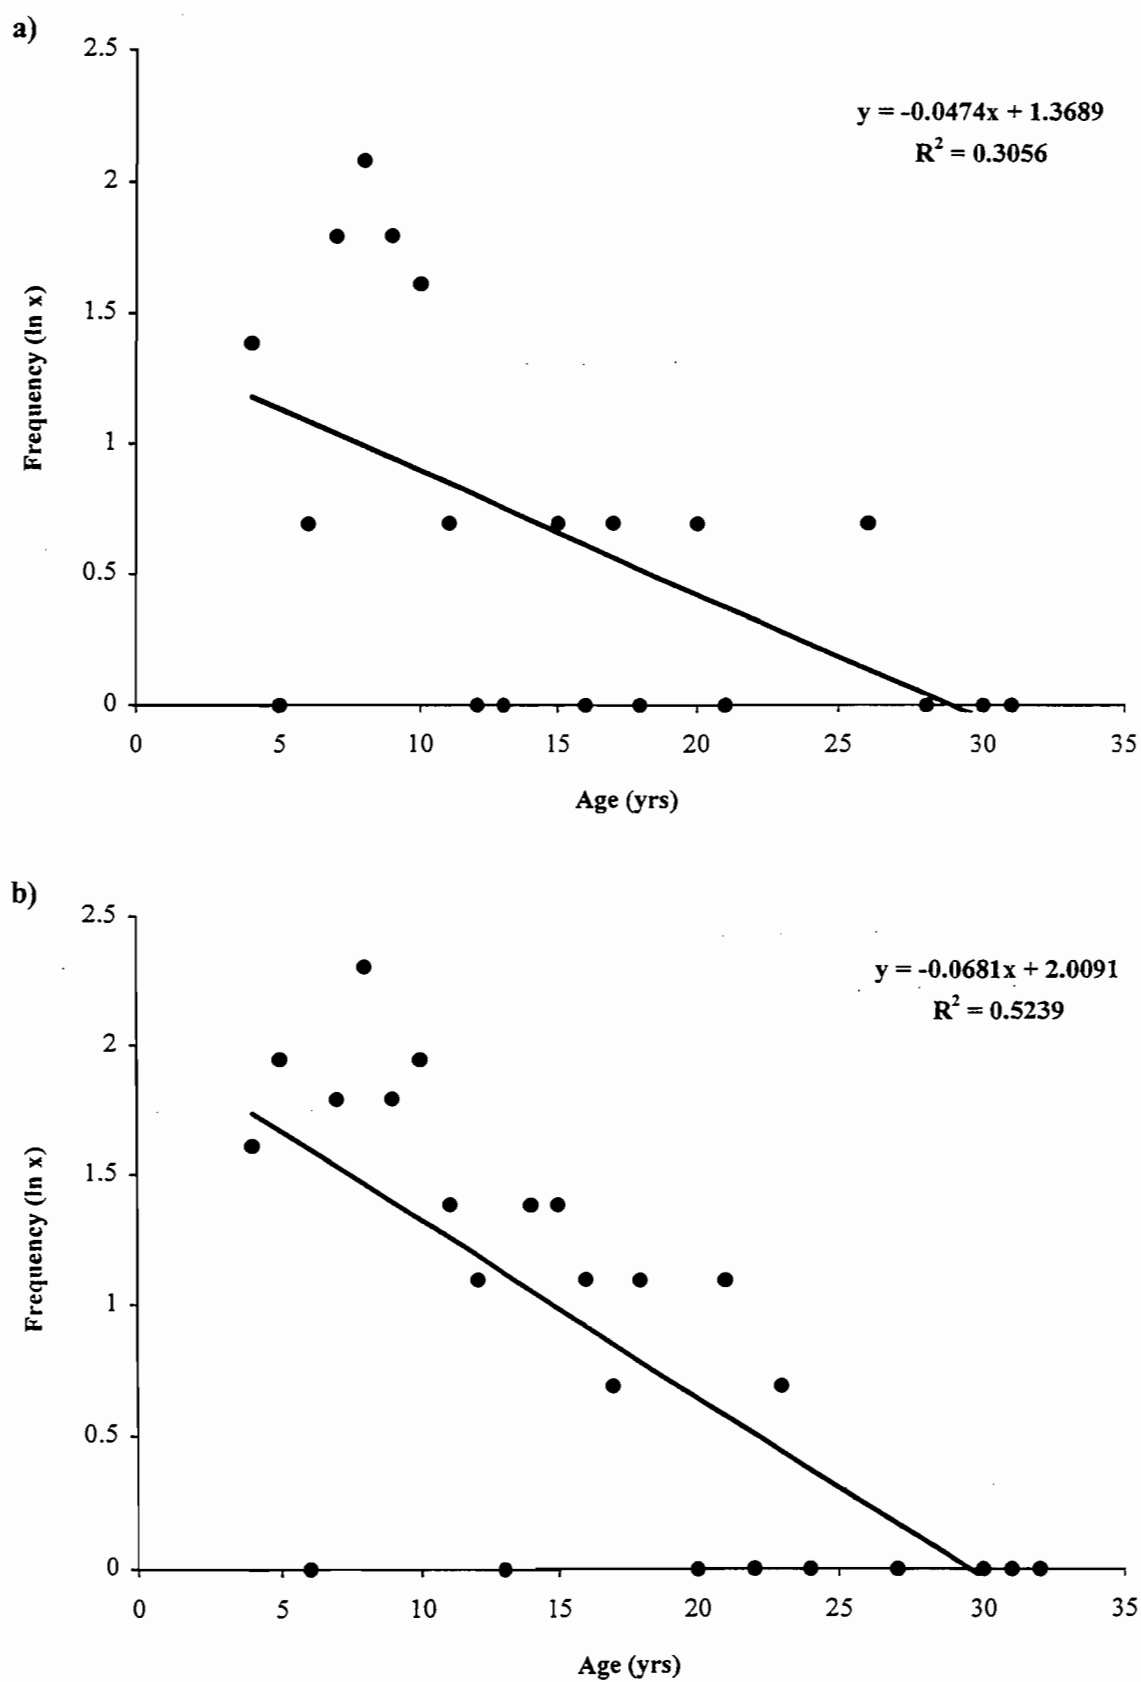 a)
2.5
y = -0.0474x + 1.3689
R² = 0.3056
2
1.5
1
0.5
0
Frequency (ln x)
0 5 10 15 20 25 30 35
Age (yrs)
b)
2.5
y = -0.0681x + 2.0091
R² = 0.5239
2
1.5
1
0.5
0
Frequency (ln x)
0 5 10 15 20 25 30 35
Age (yrs)